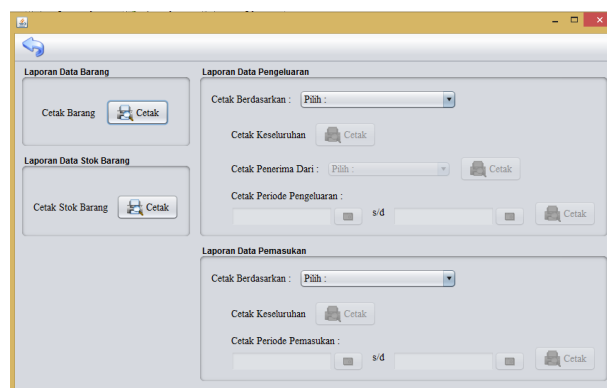 Laporan Data Barang
Cetak Barang Cetak
Laporan Data Stok Barang
Cetak Stok Barang Cetak
Laporan Data Pengeluaran
Cetak Berdasarkan : Pilih :
Cetak Keseluruhan Cetak
Cetak Penerima Dari : Pilih : Cetak
Cetak Periode Pengeluaran :
s/d Cetak
Laporan Data Pemasukan
Cetak Berdasarkan : Pilih :
Cetak Keseluruhan Cetak
Cetak Periode Pemasukan :
s/d Cetak